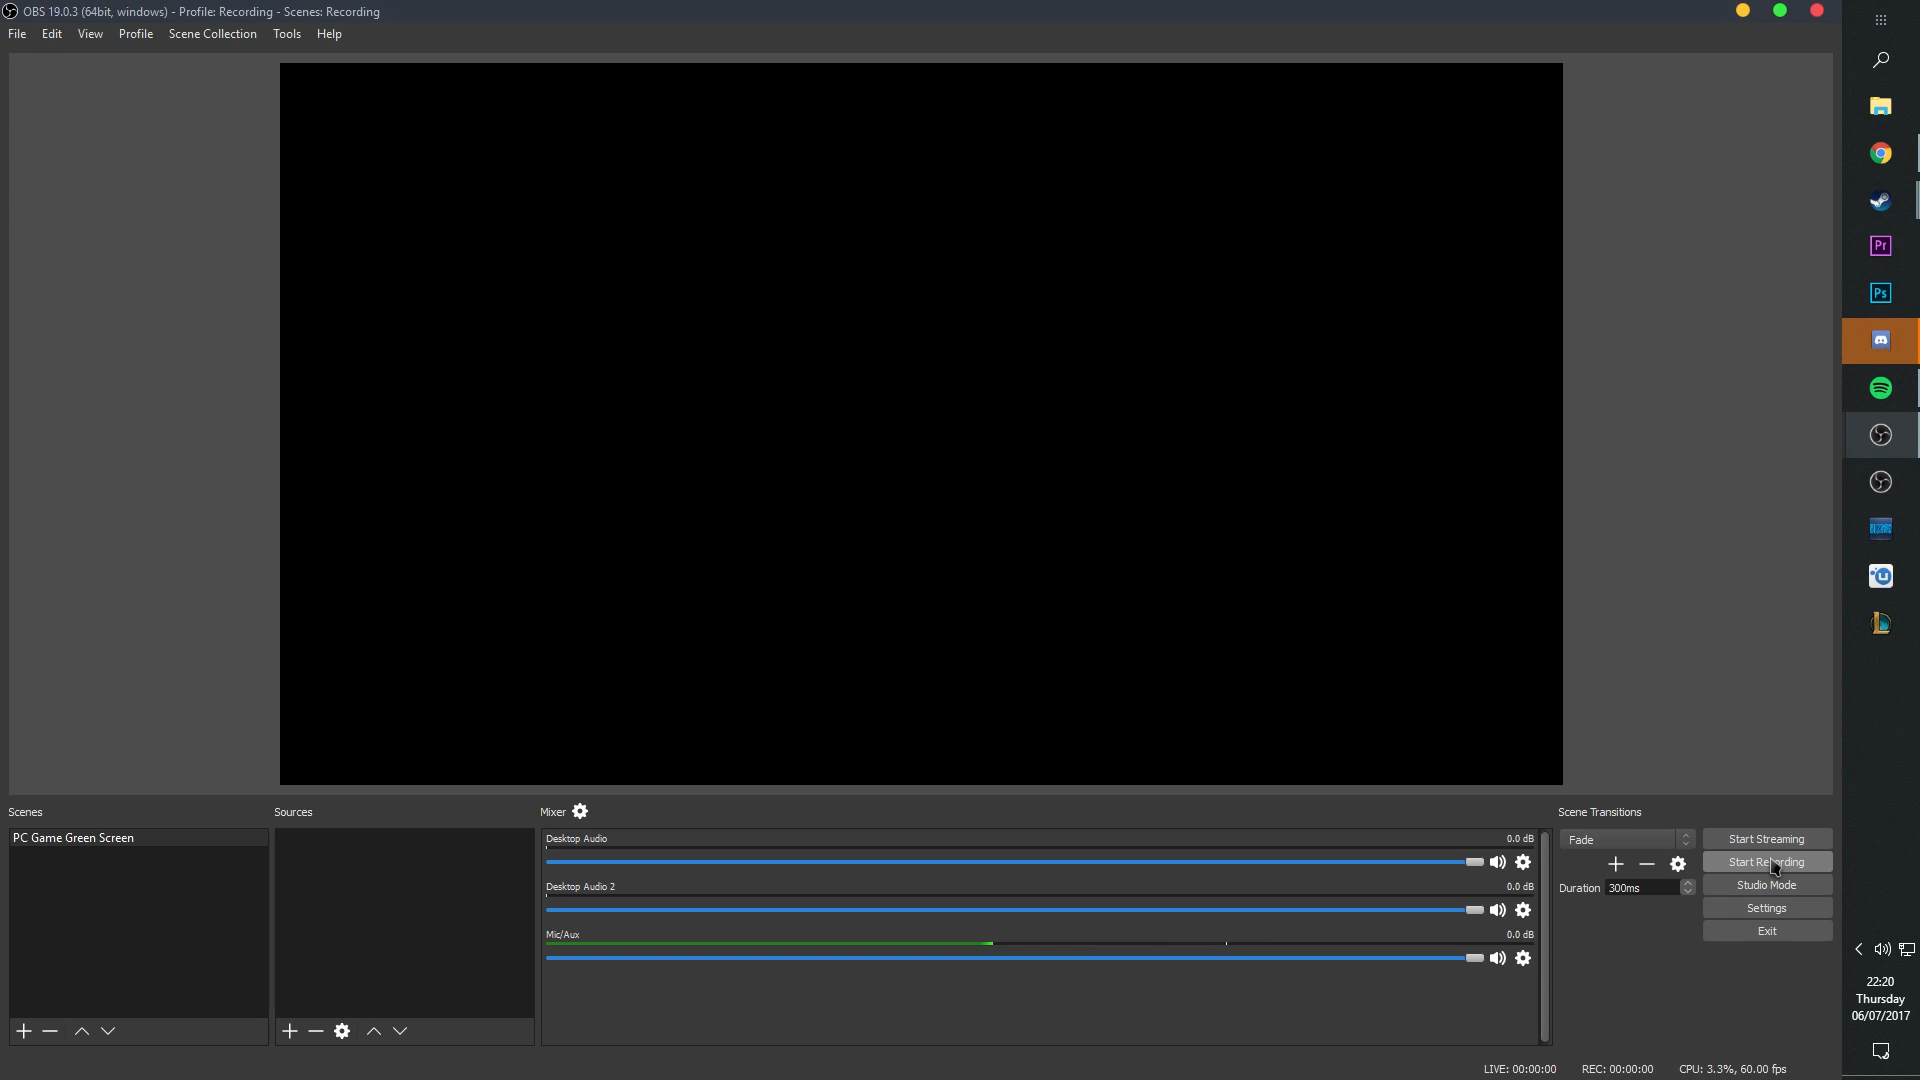 OBS 19.0.3 (64bit, windows) - Profile: Recording - Scenes: Recording
File Edit View Profile Scene Collection Tools Help
Pr
Ps
Scenes
PC Game Green Screen
Sources
Mixer
Desktop Audio 0.0 dB
Desktop Audio 2 0.0 dB
Mic/Aux 0.0 dB
Scene Transitions
Fade
Duration 300ms
Start Streaming
Start Recording
Studio Mode
Settings
Exit
22:20
Thursday
06/07/2017
LIVE: 00:00:00 REC: 00:00:00 CPU: 3.3%, 60.00 fps